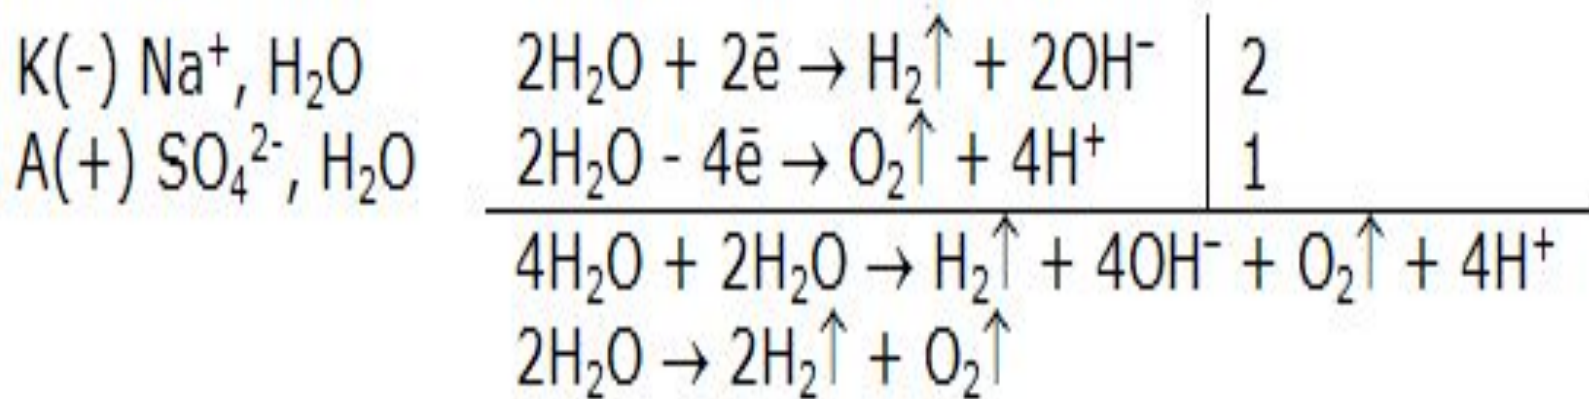 K(-) Na⁺, H₂O 2H₂O + 2ē → H₂↑ + 2OH⁻ | 2
A(+) SO₄²⁻, H₂O 2H₂O - 4ē → O₂↑ + 4H⁺ | 1
4H₂O + 2H₂O → H₂↑ + 4OH⁻ + O₂↑ + 4H⁺
2H₂O → 2H₂↑ + O₂↑